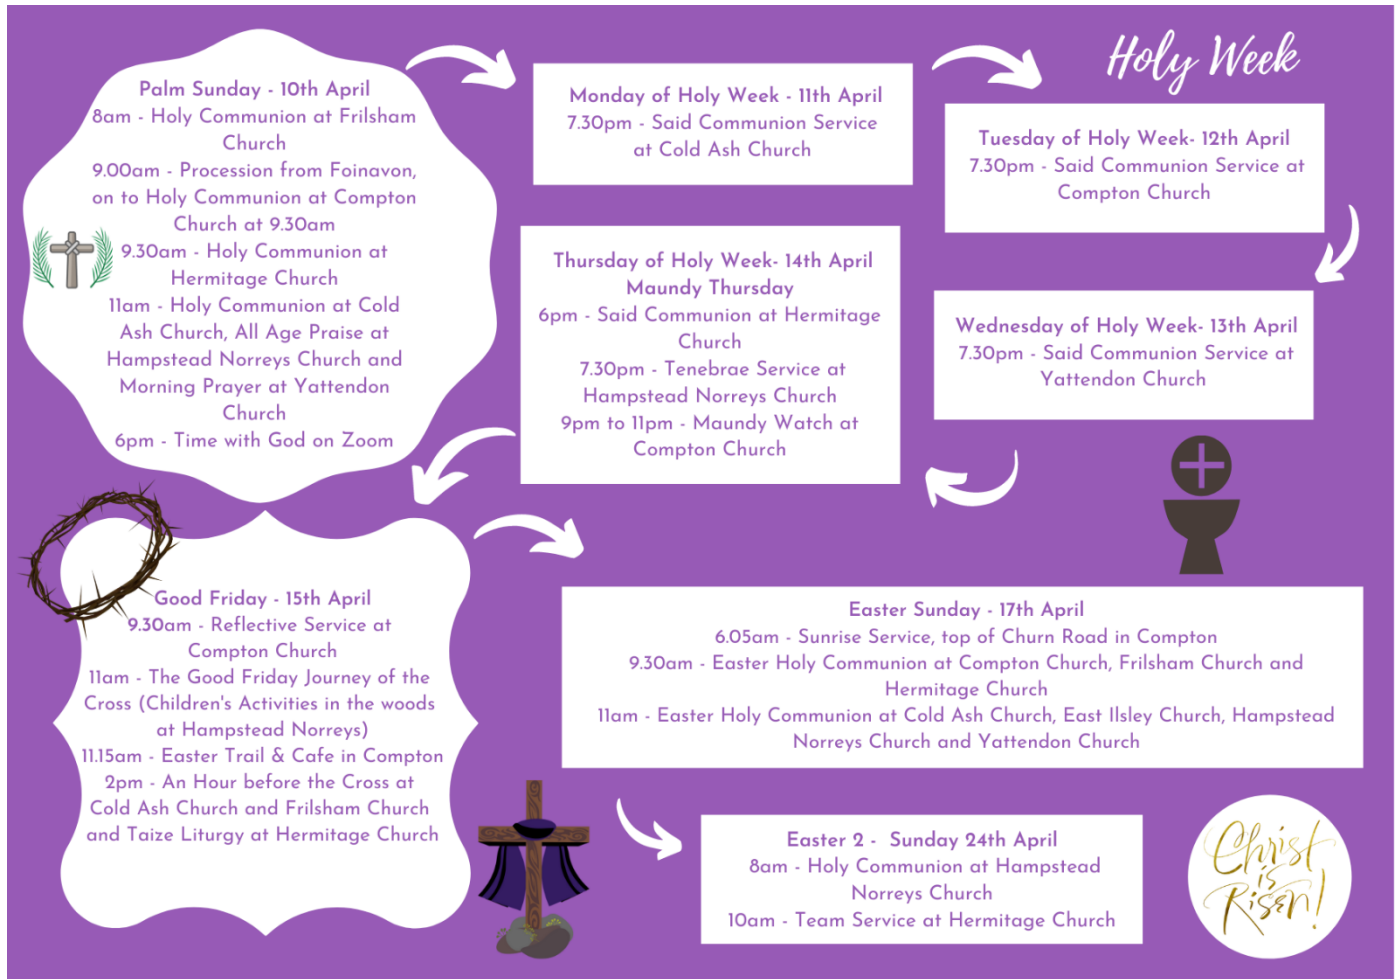 Holy Week
Palm Sunday - 10th April
8am - Holy Communion at Frilsham
Church
9.00am - Procession from Foinavon,
on to Holy Communion at Compton
Church at 9.30am
9.30am - Holy Communion at
Hermitage Church
11am - Holy Communion at Cold
Ash Church, All Age Praise at
Hampstead Norreys Church and
Morning Prayer at Yattendon
Church
6pm - Time with God on Zoom
Monday of Holy Week - 11th April
7.30pm - Said Communion Service
at Cold Ash Church
Tuesday of Holy Week- 12th April
7.30pm - Said Communion Service at
Compton Church
Wednesday of Holy Week- 13th April
7.30pm - Said Communion Service at
Yattendon Church
Thursday of Holy Week- 14th April
Maundy Thursday
6pm - Said Communion at Hermitage
Church
7.30pm - Tenebrae Service at
Hampstead Norreys Church
9pm to 11pm - Maundy Watch at
Compton Church
Good Friday - 15th April
9.30am - Reflective Service at
Compton Church
11am - The Good Friday Journey of the
Cross (Children's Activities in the woods
at Hampstead Norreys)
11.15am - Easter Trail & Cafe in Compton
2pm - An Hour before the Cross at
Cold Ash Church and Frilsham Church
and Taize Liturgy at Hermitage Church
Easter Sunday - 17th April
6.05am - Sunrise Service, top of Churn Road in Compton
9.30am - Easter Holy Communion at Compton Church, Frilsham Church and
Hermitage Church
11am - Easter Holy Communion at Cold Ash Church, East Ilsley Church, Hampstead
Norreys Church and Yattendon Church
Easter 2 - Sunday 24th April
8am - Holy Communion at Hampstead
Norreys Church
10am - Team Service at Hermitage Church
Christ
is
Risen!